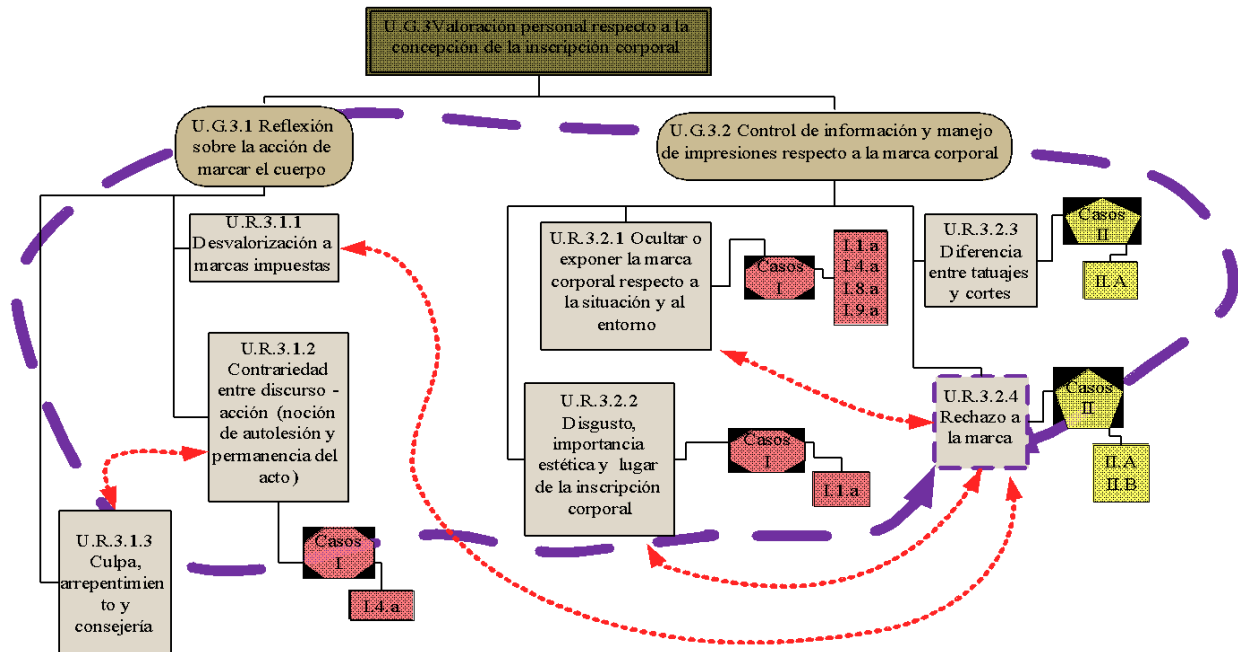 U.G.3Valoración personal respecto a la
concepción de la inscripción corporal
U.G.3.1 Reflexión
sobre la acción de
marcar el cuerpo
U.G.3.2 Control de información y manejo
de impresiones respecto a la marca corporal
U.R.3.1.1
Desvalorización a
marcas impuestas
U.R.3.1.2
Contrariedad
entre discurso -
acción (noción
de autolesión y
permanencia del
acto)
U.R.3.1.3
Culpa,
arrepentimie
nto y
consejería
Casos
I
I.4.a
U.R.3.2.1 Ocultar o
exponer la marca
corporal respecto a
la situación y al
entorno
Casos
I
I.1.a
I.4.a
I.8.a
I.9.a
U.R.3.2.2
Disgusto,
importancia
estética y lugar
de la inscripción
corporal
Casos
I
I.1.a
U.R.3.2.3
Diferencia
entre tatuajes
y cortes
Casos
II
II.A
U.R.3.2.4
Rechazo a
la marca
Casos
II
II.A
II.B